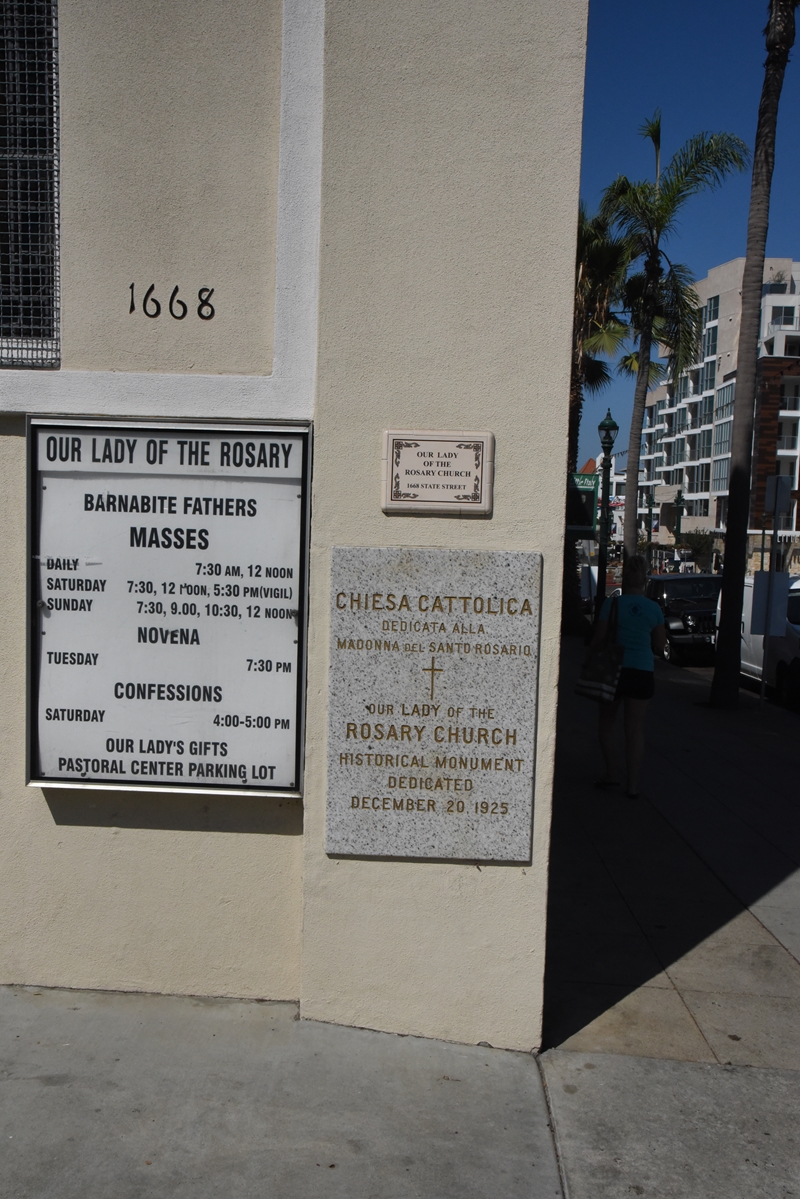 1668
OUR LADY OF THE ROSARY
BARNABITE FATHERS
MASSES
DAILY 7:30 AM, 12 NOON
SATURDAY 7:30, 12 NOON, 5:30 PM(VIGIL)
SUNDAY 7:30, 9.00, 10:30, 12 NOON
NOVENA
TUESDAY 7:30 PM
CONFESSIONS
SATURDAY 4:00-5:00 PM
OUR LADY'S GIFTS
PASTORAL CENTER PARKING LOT
OUR LADY
OF THE
ROSARY CHURCH
1668 STATE STREET
CHIESA CATTOLICA
DEDICATA ALLA
MADONNA DEL SANTO ROSARIO
OUR LADY OF THE
ROSARY CHURCH
HISTORICAL MONUMENT
DEDICATED
DECEMBER 20, 1925